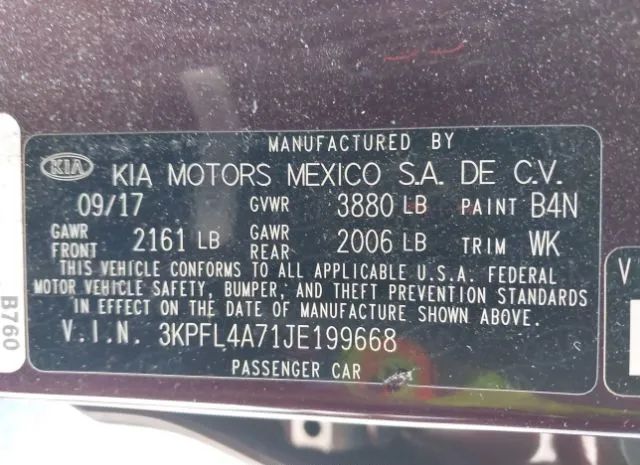 MANUFACTURED BY
KIA KIA MOTORS MEXICO S.A. DE C.V.
09/17 GVWR 3880 LB PAINT B4N
GAWR FRONT 2161 LB GAWR REAR 2006 LB TRIM WK
THIS VEHICLE CONFORMS TO ALL APPLICABLE U.S.A. FEDERAL
MOTOR VEHICLE SAFETY, BUMPER, AND THEFT PREVENTION STANDARDS
IN EFFECT ON THE DATE OF MANUFACTURE SHOWN ABOVE.
V.I.N. 3KPFL4A71JE199668
PASSENGER CAR
B760
V